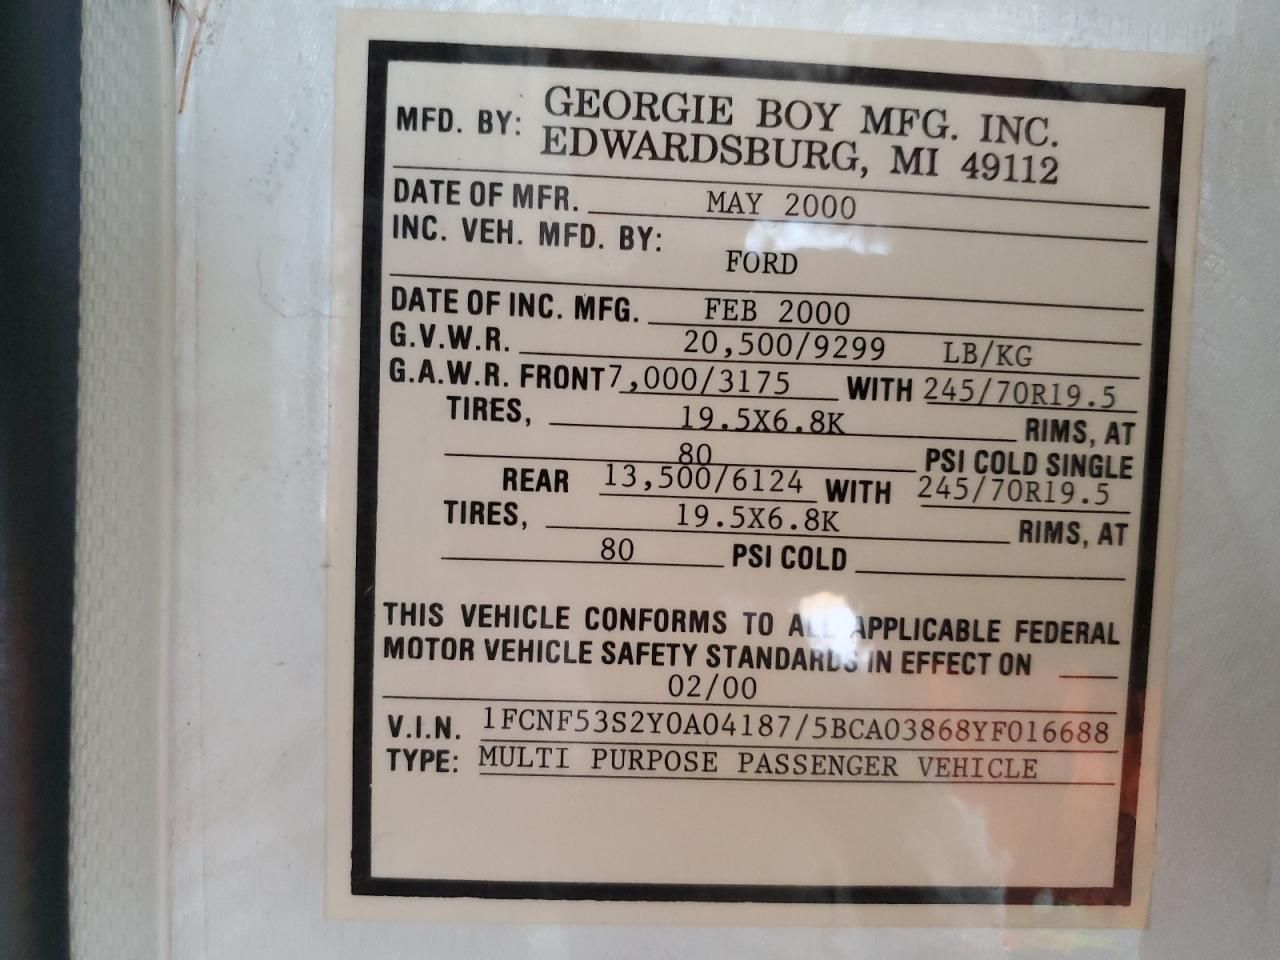 MFD. BY: GEORGIE BOY MFG. INC.
EDWARDSBURG, MI 49112
DATE OF MFR. MAY 2000
INC. VEH. MFD. BY:
FORD
DATE OF INC. MFG. FEB 2000
G.V.W.R. 20,500/9299 LB/KG
G.A.W.R. FRONT 7,000/3175 WITH 245/70R19.5
TIRES, 19.5X6.8K RIMS, AT
80 PSI COLD SINGLE
REAR 13,500/6124 WITH 245/70R19.5
TIRES, 19.5X6.8K RIMS, AT
80 PSI COLD
THIS VEHICLE CONFORMS TO ALL APPLICABLE FEDERAL
MOTOR VEHICLE SAFETY STANDARDS IN EFFECT ON
02/00
V.I.N. 1FCNF53S2Y0A04187/5BCA03868YF016688
TYPE: MULTI PURPOSE PASSENGER VEHICLE